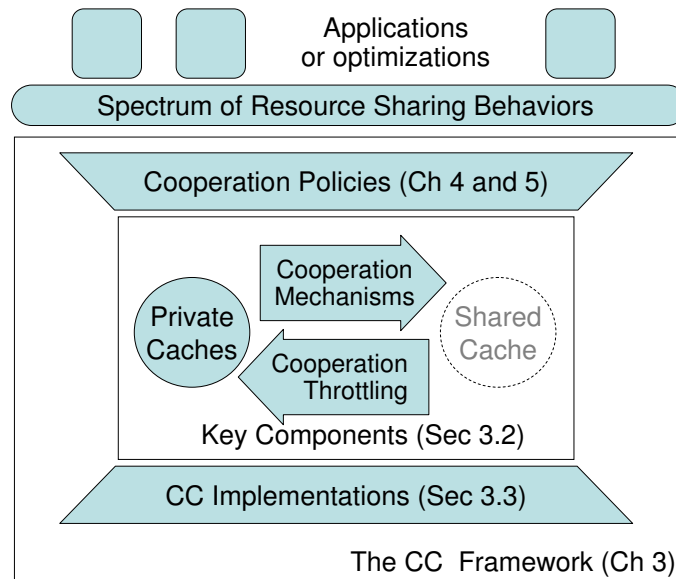 Applications
or optimizations
Spectrum of Resource Sharing Behaviors
Cooperation Policies (Ch 4 and 5)
Cooperation
Mechanisms
Private
Caches
Shared
Cache
Cooperation
Throttling
Key Components (Sec 3.2)
CC Implementations (Sec 3.3)
The CC Framework (Ch 3)